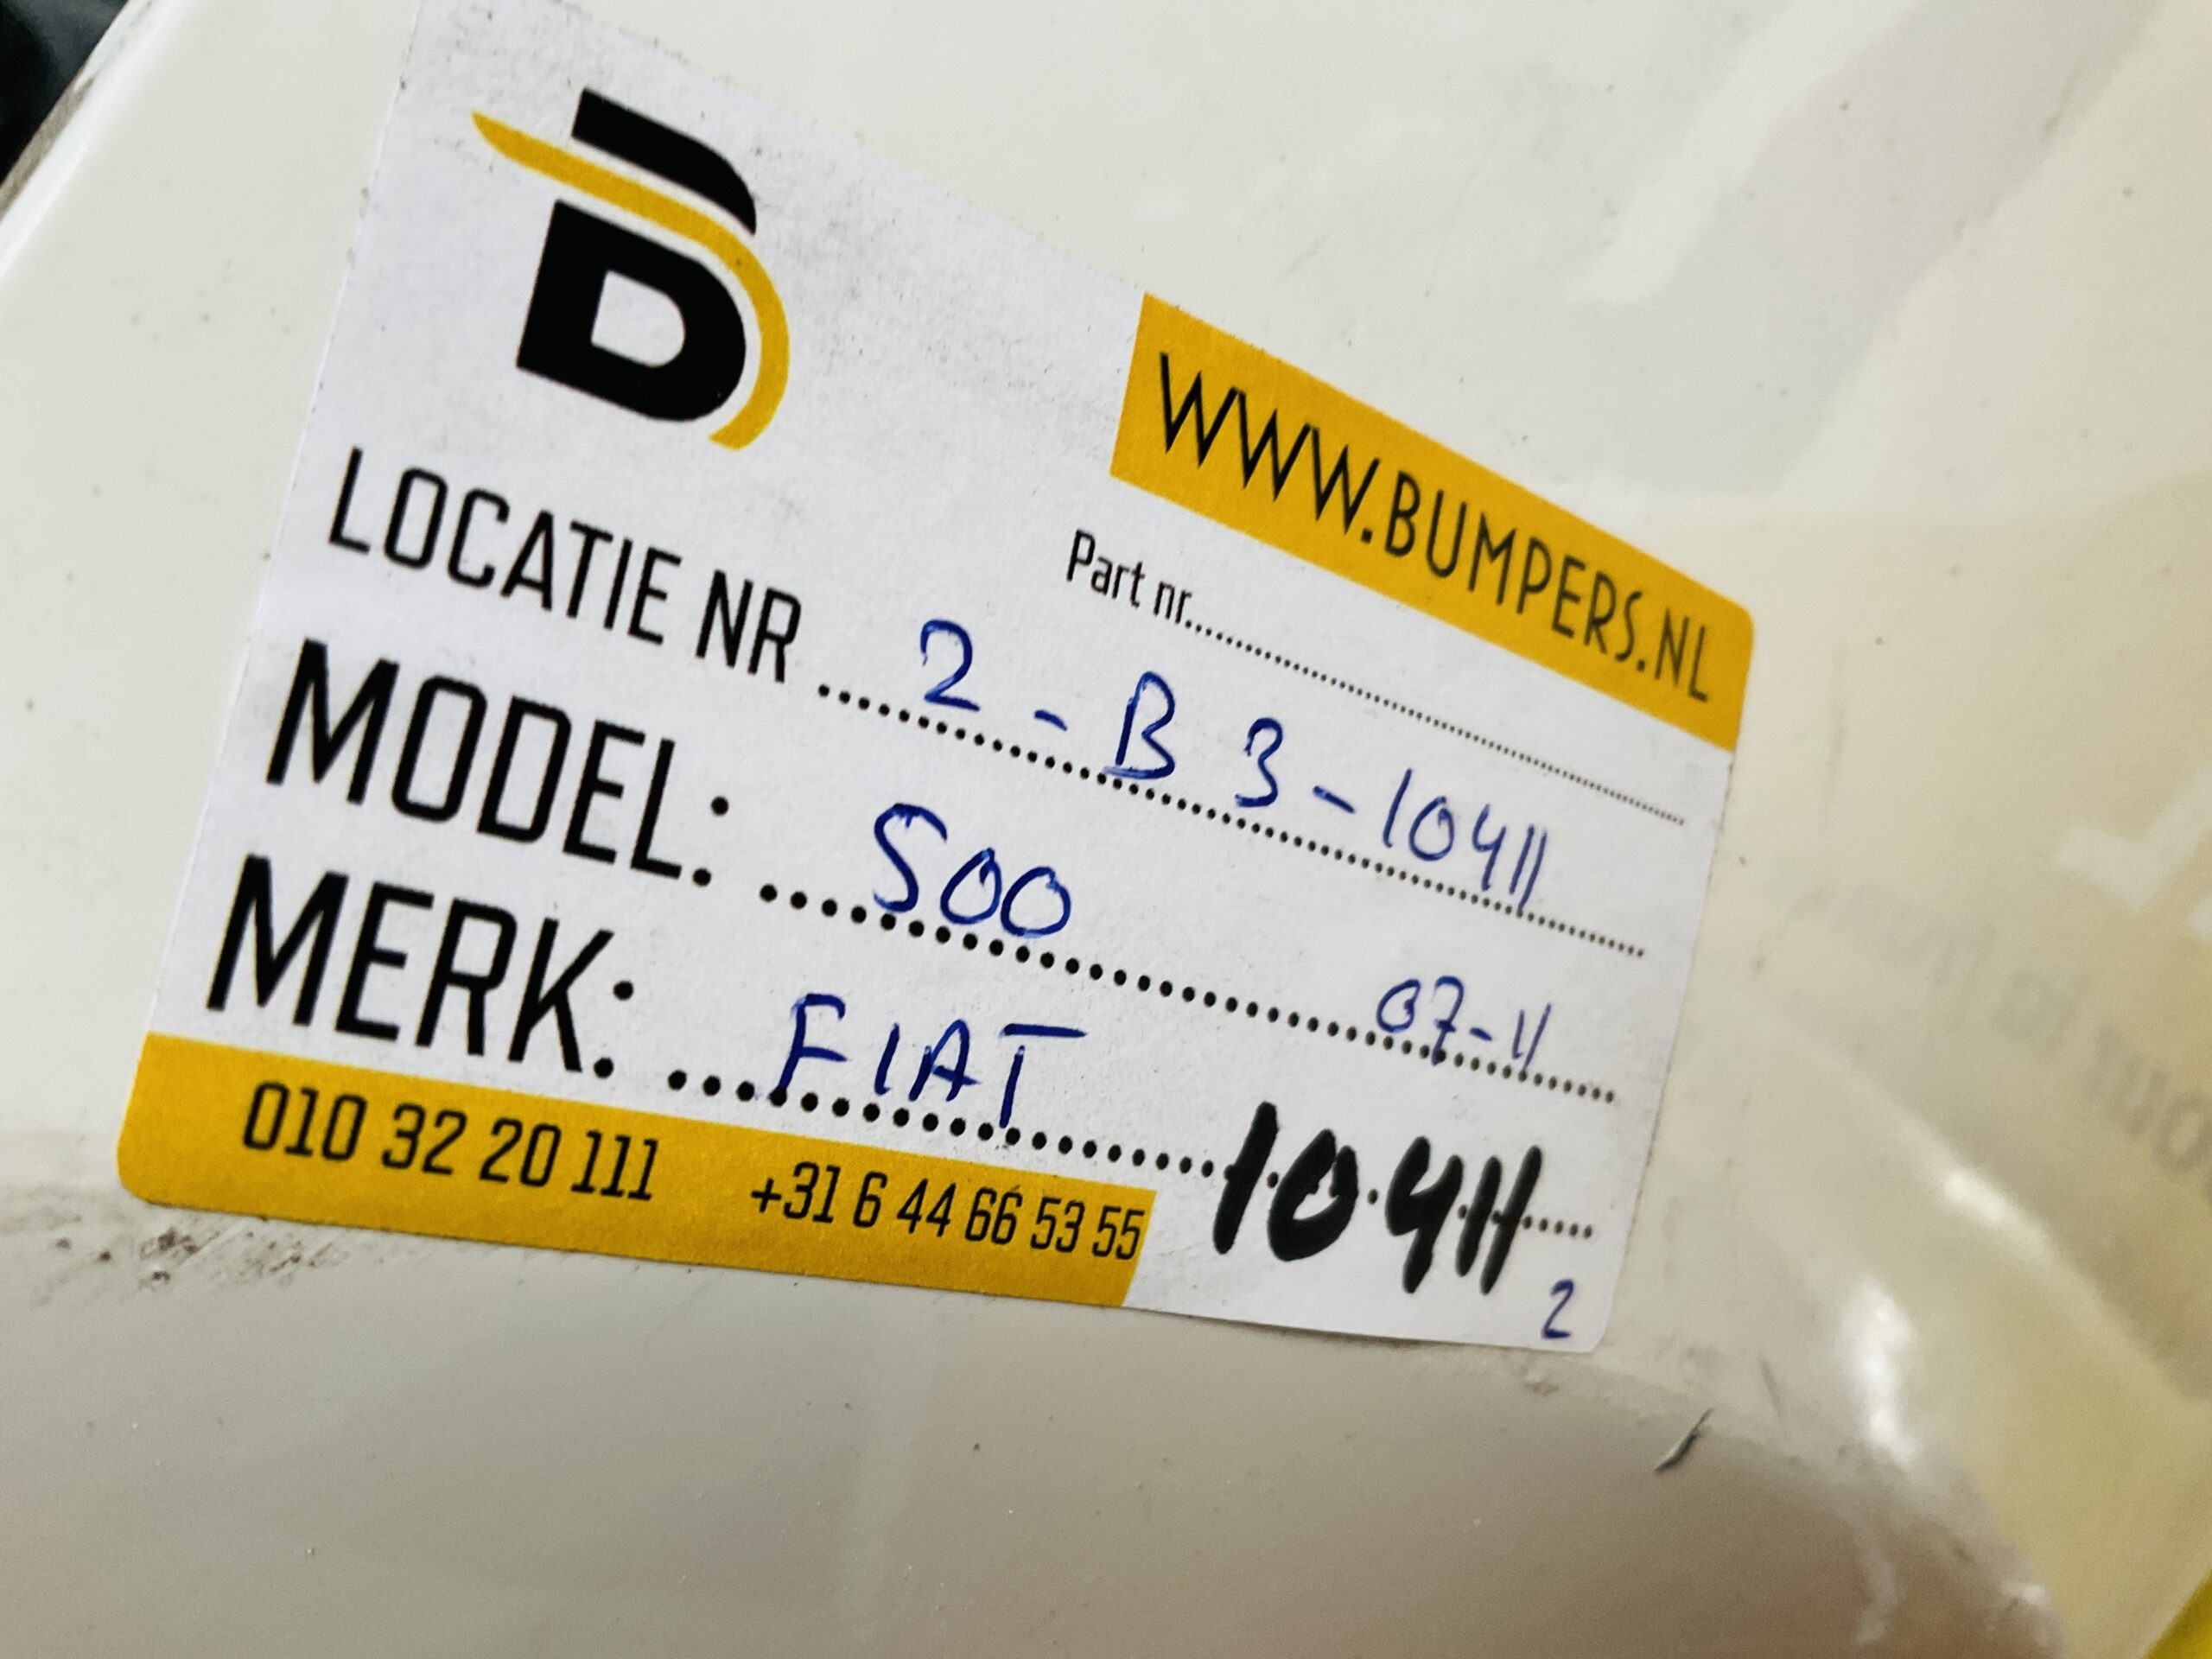 B
WWW.BUMPERS.NL
Part nr....................
LOCATIE NR .... 2 - B 3 - 10411
MODEL: .... 500 07-11
MERK: .... FIAT
10411
010 32 20 111 +31 6 44 66 53 55
2